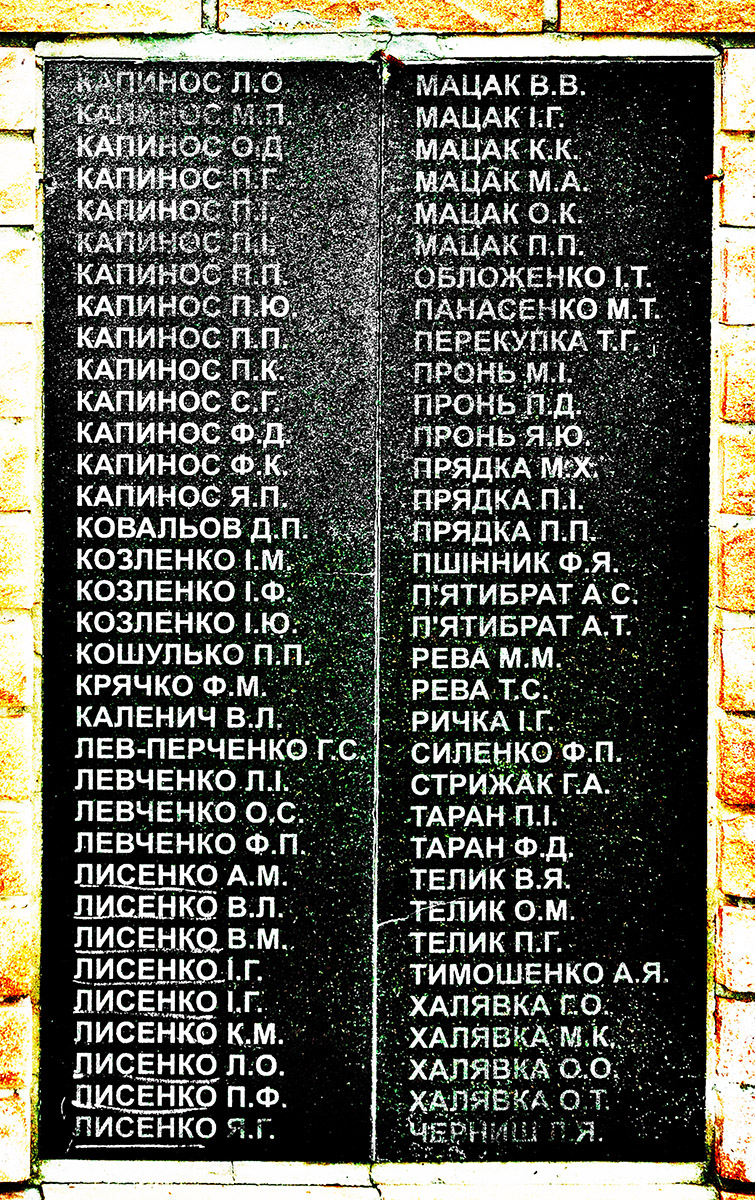 КАПИНОС Л.О
КАПИНОС М.П.
КАПИНОС О.Д
КАПИНОС П.Г.
КАПИНОС П.І.
КАПИНОС П.І.
КАПИНОС П.П.
КАПИНОС П.Ю.
КАПИНОС П.П.
КАПИНОС П.К.
КАПИНОС С.Г.
КАПИНОС Ф.Д.
КАПИНОС Ф.К.
КАПИНОС Я.П.
КОВАЛЬОВ Д.П.
КОЗЛЕНКО І.М.
КОЗЛЕНКО І.Ф.
КОЗЛЕНКО І.Ю.
КОШУЛЬКО П.П.
КРЯЧКО Ф.М.
КАЛЕНИЧ В.Л.
ЛЕВ-ПЕРЧЕНКО Г.С.
ЛЕВЧЕНКО Л.І.
ЛЕВЧЕНКО О.С.
ЛЕВЧЕНКО Ф.П.
ЛИСЕНКО А.М.
ЛИСЕНКО В.Л.
ЛИСЕНКО В.М.
ЛИСЕНКО І.Г.
ЛИСЕНКО І.Г.
ЛИСЕНКО К.М.
ЛИСЕНКО Л.О.
ЛИСЕНКО П.Ф.
ЛИСЕНКО Я.Г.
МАЦАК В.В.
МАЦАК І.Г.
МАЦАК К.К.
МАЦАК М.А.
МАЦАК О.К.
МАЦАК П.П.
ОБЛОЖЕНКО І.Т.
ПАНАСЕНКО М.Т.
ПЕРЕКУПКА Т.Г.
ПРОНЬ М.І.
ПРОНЬ П.Д.
ПРОНЬ Я.Ю.
ПРЯДКА М.Х.
ПРЯДКА П.І.
ПРЯДКА П.П.
ПШІННИК Ф.Я.
П'ЯТИБРАТ А С.
П'ЯТИБРАТ А.Т.
РЕВА М.М.
РЕВА Т.С.
РИЧКА І.Г.
СИЛЕНКО Ф.П.
СТРИЖАК Г.А.
ТАРАН П.І.
ТАРАН Ф.Д.
ТЕЛИК В.Я.
ТЕЛИК О.М.
ТЕЛИК П.Г.
ТИМОШЕНКО А.Я.
ХАЛЯВКА Г.О.
ХАЛЯВКА М.К.
ХАЛЯВКА О.О.
ХАЛЯВКА О.Т.
ЧЕРНИШ